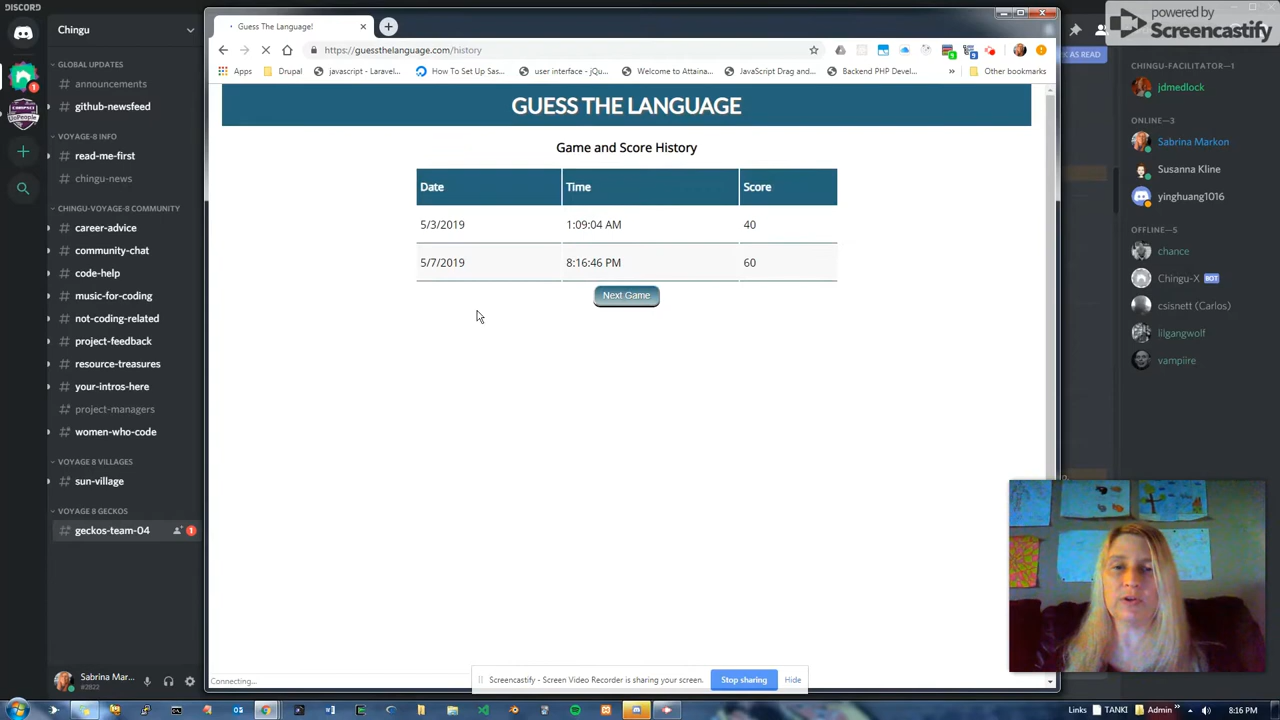 DISCORD
Chingu
GLOBAL UPDATES
announcements
github-newsfeed
VOYAGE-8 INFO
read-me-first
chingu-news
CHINGU-VOYAGE-8 COMMUNITY
career-advice
community-chat
code-help
music-for-coding
not-coding-related
project-feedback
resource-treasures
your-intros-here
project-managers
women-who-code
VOYAGE 8 VILLAGES
sun-village
VOYAGE 8 GECKOS
geckos-team-04
1
1
Sabrina Mar...
#2822
Guess The Language!
https://guessthelanguage.com/history
Apps
Drupal
javascript - Laravel...
How To Set Up Sas...
user interface - jQu...
Welcome to Attaina...
JavaScript Drag and...
Backend PHP Devel...
»
Other bookmarks
GUESS THE LANGUAGE
Game and Score History
Date Time Score
5/3/2019 1:09:04 AM 40
5/7/2019 8:16:46 PM 60
Next Game
Connecting...
Screencastify - Screen Video Recorder is sharing your screen.
Stop sharing
Hide
powered by
Screencastify
AS READ
CHINGU-FACILITATOR—1
jdmedlock
ONLINE—3
Sabrina Markon
Susanna Kline
yinghuang1016
OFFLINE—5
chance
Chingu-X BOT
csisnett (Carlos)
lilgangwolf
vampiire
Links
TANKI
Admin
»
8:16 PM